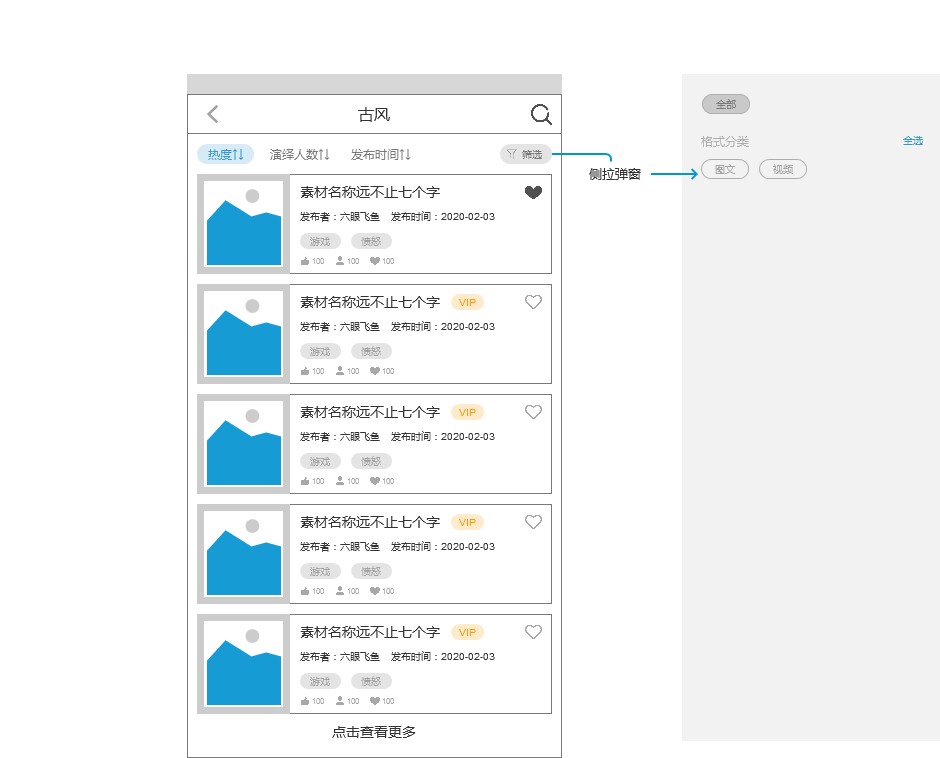 古风
热度 演绎人数 发布时间 筛选
素材名称远不止七个字
发布者：六眼飞鱼 发布时间：2020-02-03
游戏 愤怒
100 100 100
素材名称远不止七个字 VIP
发布者：六眼飞鱼 发布时间：2020-02-03
游戏 愤怒
100 100 100
素材名称远不止七个字 VIP
发布者：六眼飞鱼 发布时间：2020-02-03
游戏 愤怒
100 100 100
素材名称远不止七个字 VIP
发布者：六眼飞鱼 发布时间：2020-02-03
游戏 愤怒
100 100 100
素材名称远不止七个字 VIP
发布者：六眼飞鱼 发布时间：2020-02-03
游戏 愤怒
100 100 100
点击查看更多
侧拉弹窗
全部
格式分类 全选
图文 视频